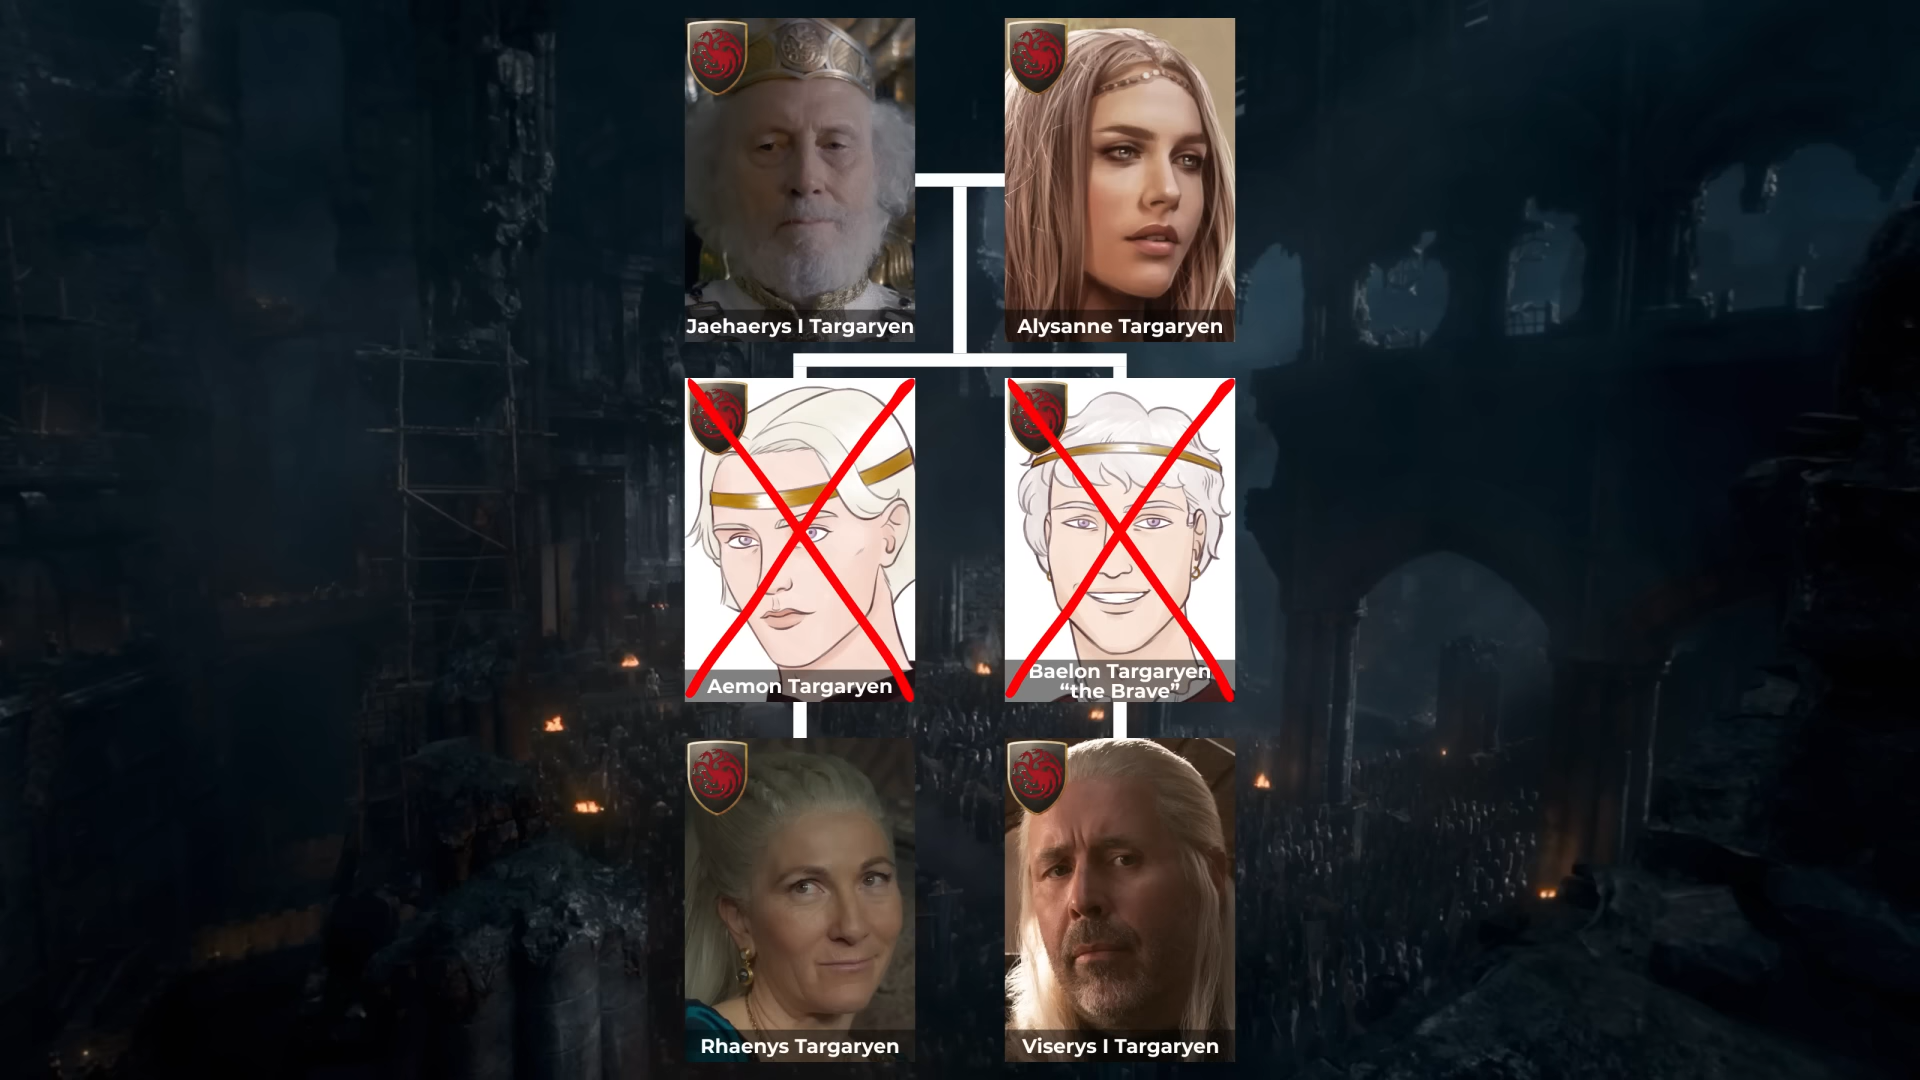 Jaehaerys I Targaryen
Alysanne Targaryen
Aemon Targaryen
Baelon Targaryen
“the Brave”
Rhaenys Targaryen
Viserys I Targaryen